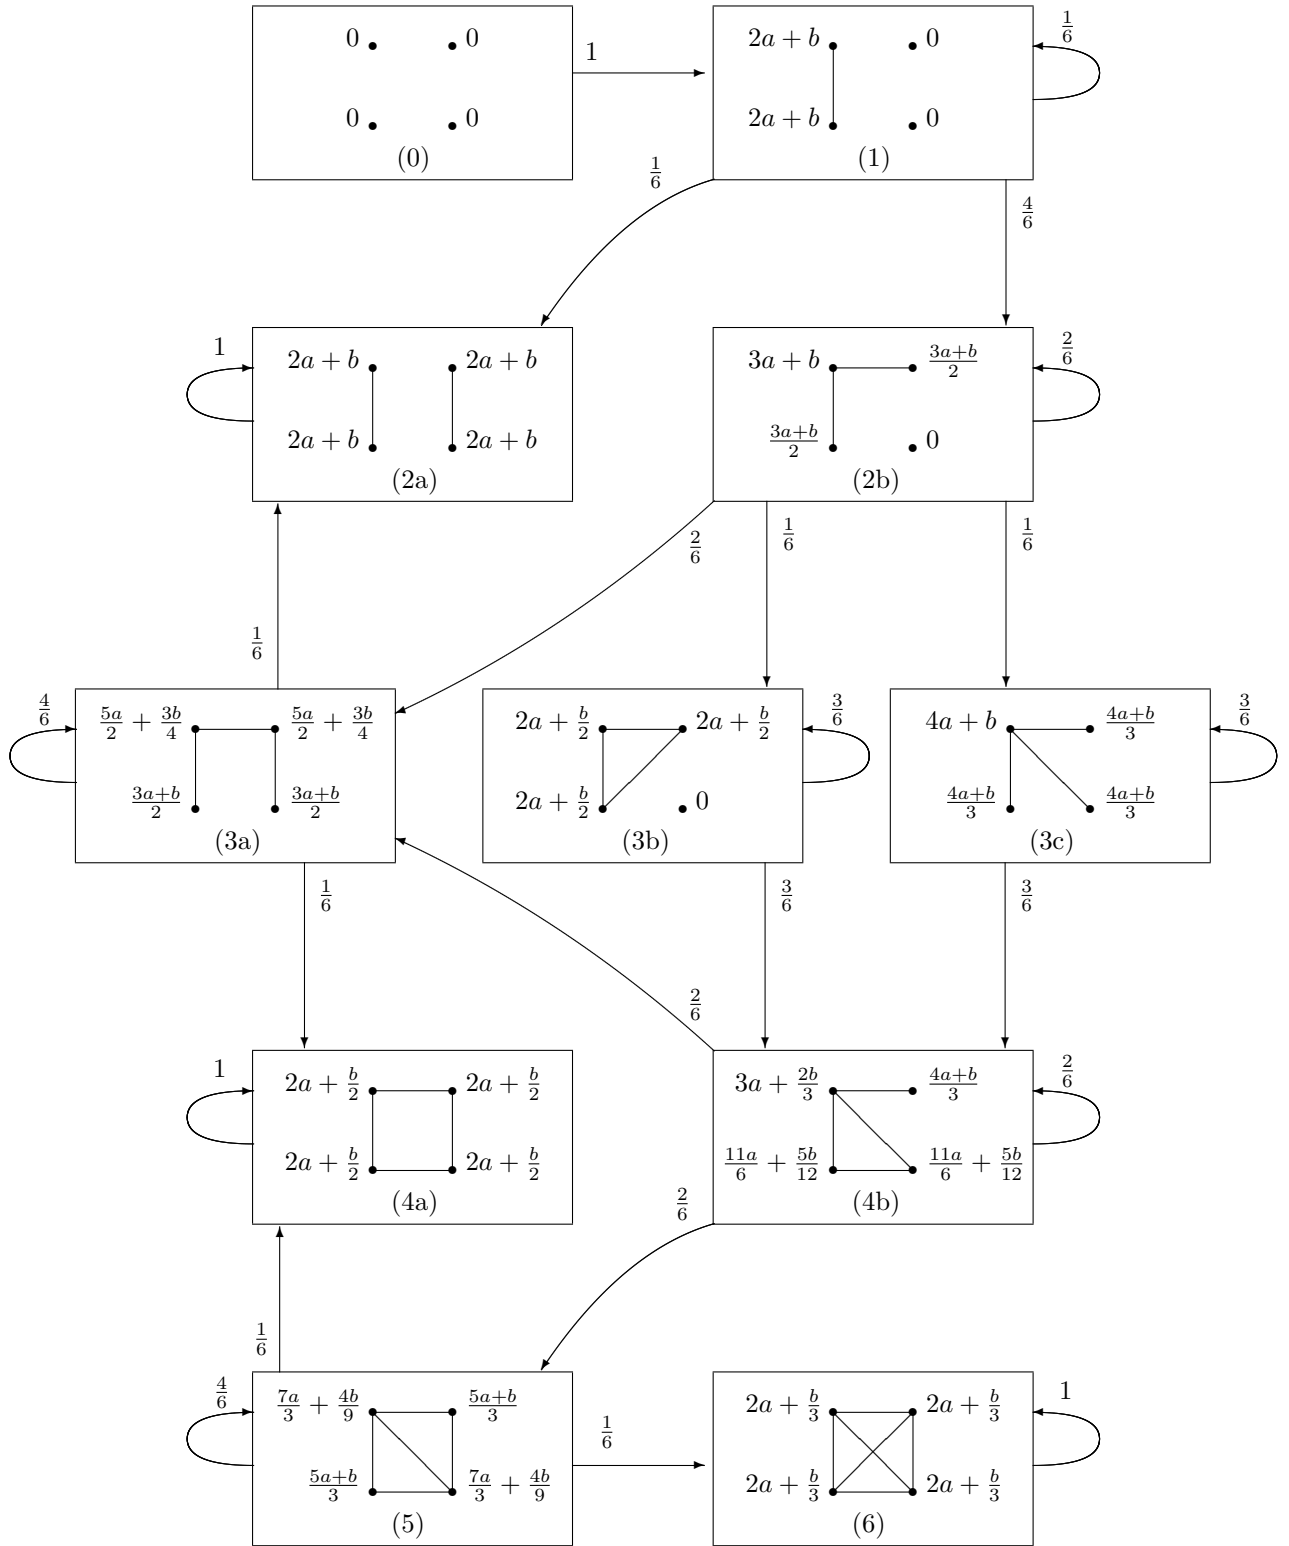 0 0 2a + b 0 1/6
1
0 0 2a + b 0
(0) (1)
1/6 4/6
1 2a + b 2a + b 3a + b (3a+b)/2 2/6
2a + b 2a + b (3a+b)/2 0
(2a) (2b)
2/6 1/6 1/6
1/6
4/6 5a/2 + 3b/4 5a/2 + 3b/4 2a + b/2 2a + b/2 3/6 4a + b (4a+b)/3 3/6
(3a+b)/2 (3a+b)/2 2a + b/2 0 (4a+b)/3 (4a+b)/3
(3a) (3b) (3c)
1/6 3/6 3/6
2/6
1 2a + b/2 2a + b/2 3a + 2b/3 (4a+b)/3 2/6
2a + b/2 2a + b/2 11a/6 + 5b/12 11a/6 + 5b/12
(4a) (4b)
2/6
1/6
4/6 7a/3 + 4b/9 (5a+b)/3 2a + b/3 2a + b/3 1
1/6
(5a+b)/3 7a/3 + 4b/9 2a + b/3 2a + b/3
(5) (6)